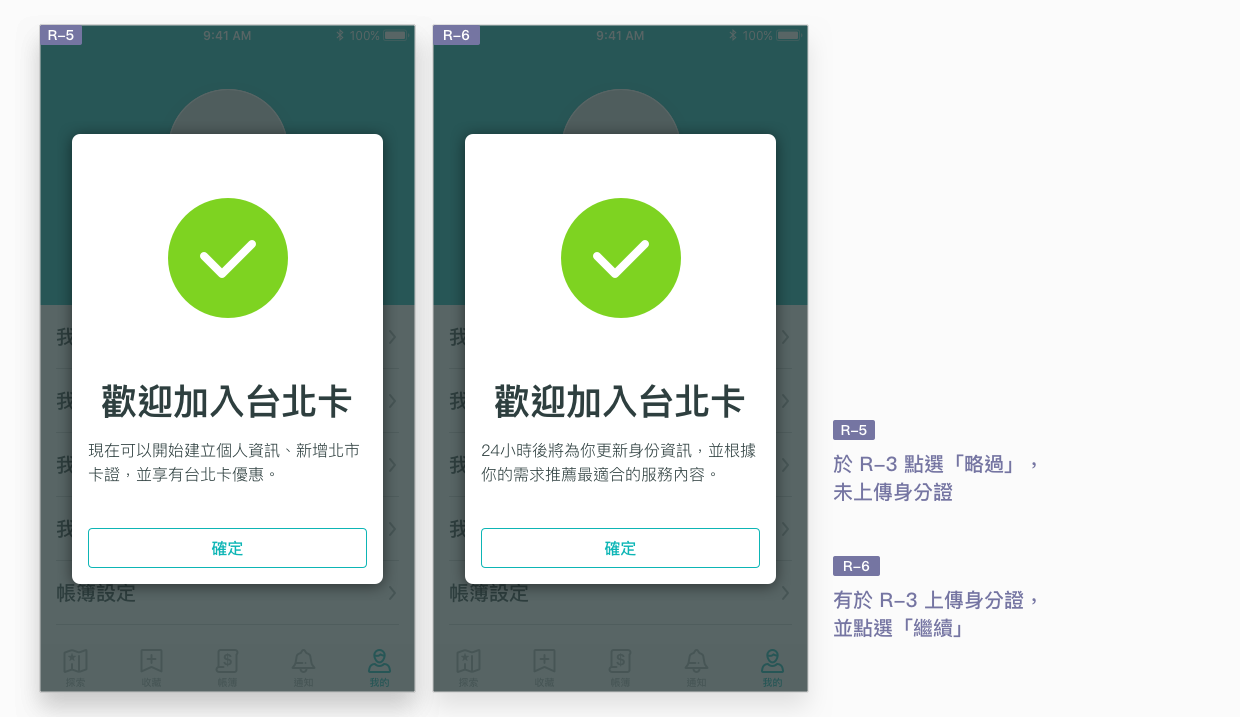 R-5
9:41 AM
100%
我
我
我
我
歡迎加入台北卡
現在可以開始建立個人資訊、新增北市
卡證，並享有台北卡優惠。
確定
帳簿設定
探索
收藏
帳簿
通知
我的
R-6
9:41 AM
100%
我
我
我
我
歡迎加入台北卡
24小時後將為你更新身份資訊，並根據
你的需求推薦最適合的服務內容。
確定
帳簿設定
探索
收藏
帳簿
通知
我的
R-5
於 R-3 點選「略過」，
未上傳身分證
R-6
有於 R-3 上傳身分證，
並點選「繼續」